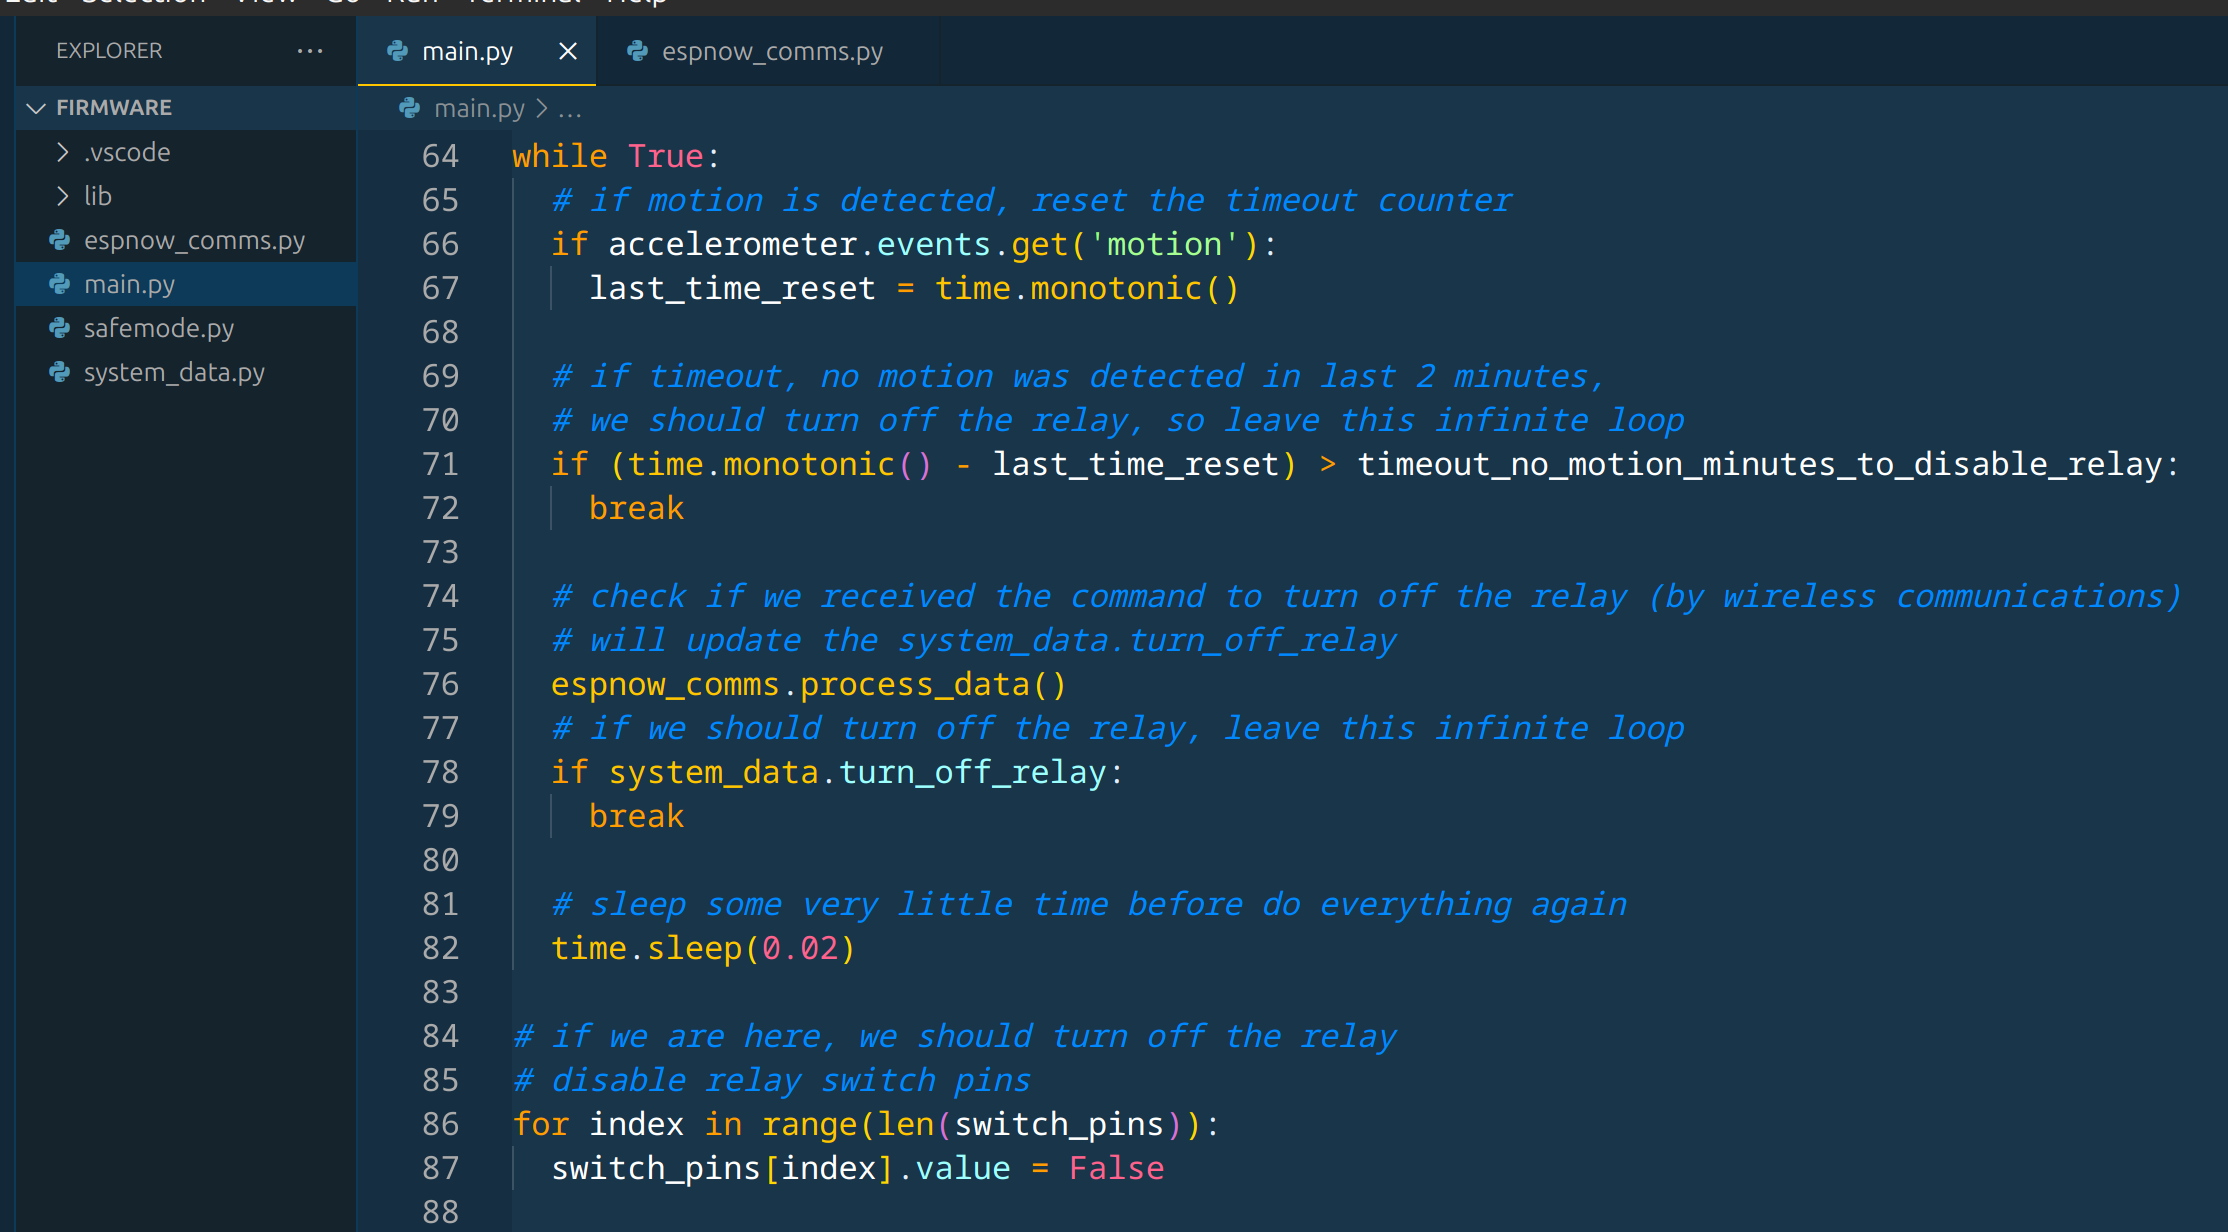 Edit Selection View Go Run Terminal Help
EXPLORER ...
main.py
espnow_comms.py
FIRMWARE
.vscode
lib
espnow_comms.py
main.py
safemode.py
system_data.py
main.py > ...
64 while True:
65 # if motion is detected, reset the timeout counter
66 if accelerometer.events.get('motion'):
67 last_time_reset = time.monotonic()
68
69 # if timeout, no motion was detected in last 2 minutes,
70 # we should turn off the relay, so leave this infinite loop
71 if (time.monotonic() - last_time_reset) > timeout_no_motion_minutes_to_disable_relay:
72 break
73
74 # check if we received the command to turn off the relay (by wireless communications)
75 # will update the system_data.turn_off_relay
76 espnow_comms.process_data()
77 # if we should turn off the relay, leave this infinite loop
78 if system_data.turn_off_relay:
79 break
80
81 # sleep some very little time before do everything again
82 time.sleep(0.02)
83
84 # if we are here, we should turn off the relay
85 # disable relay switch pins
86 for index in range(len(switch_pins)):
87 switch_pins[index].value = False
88